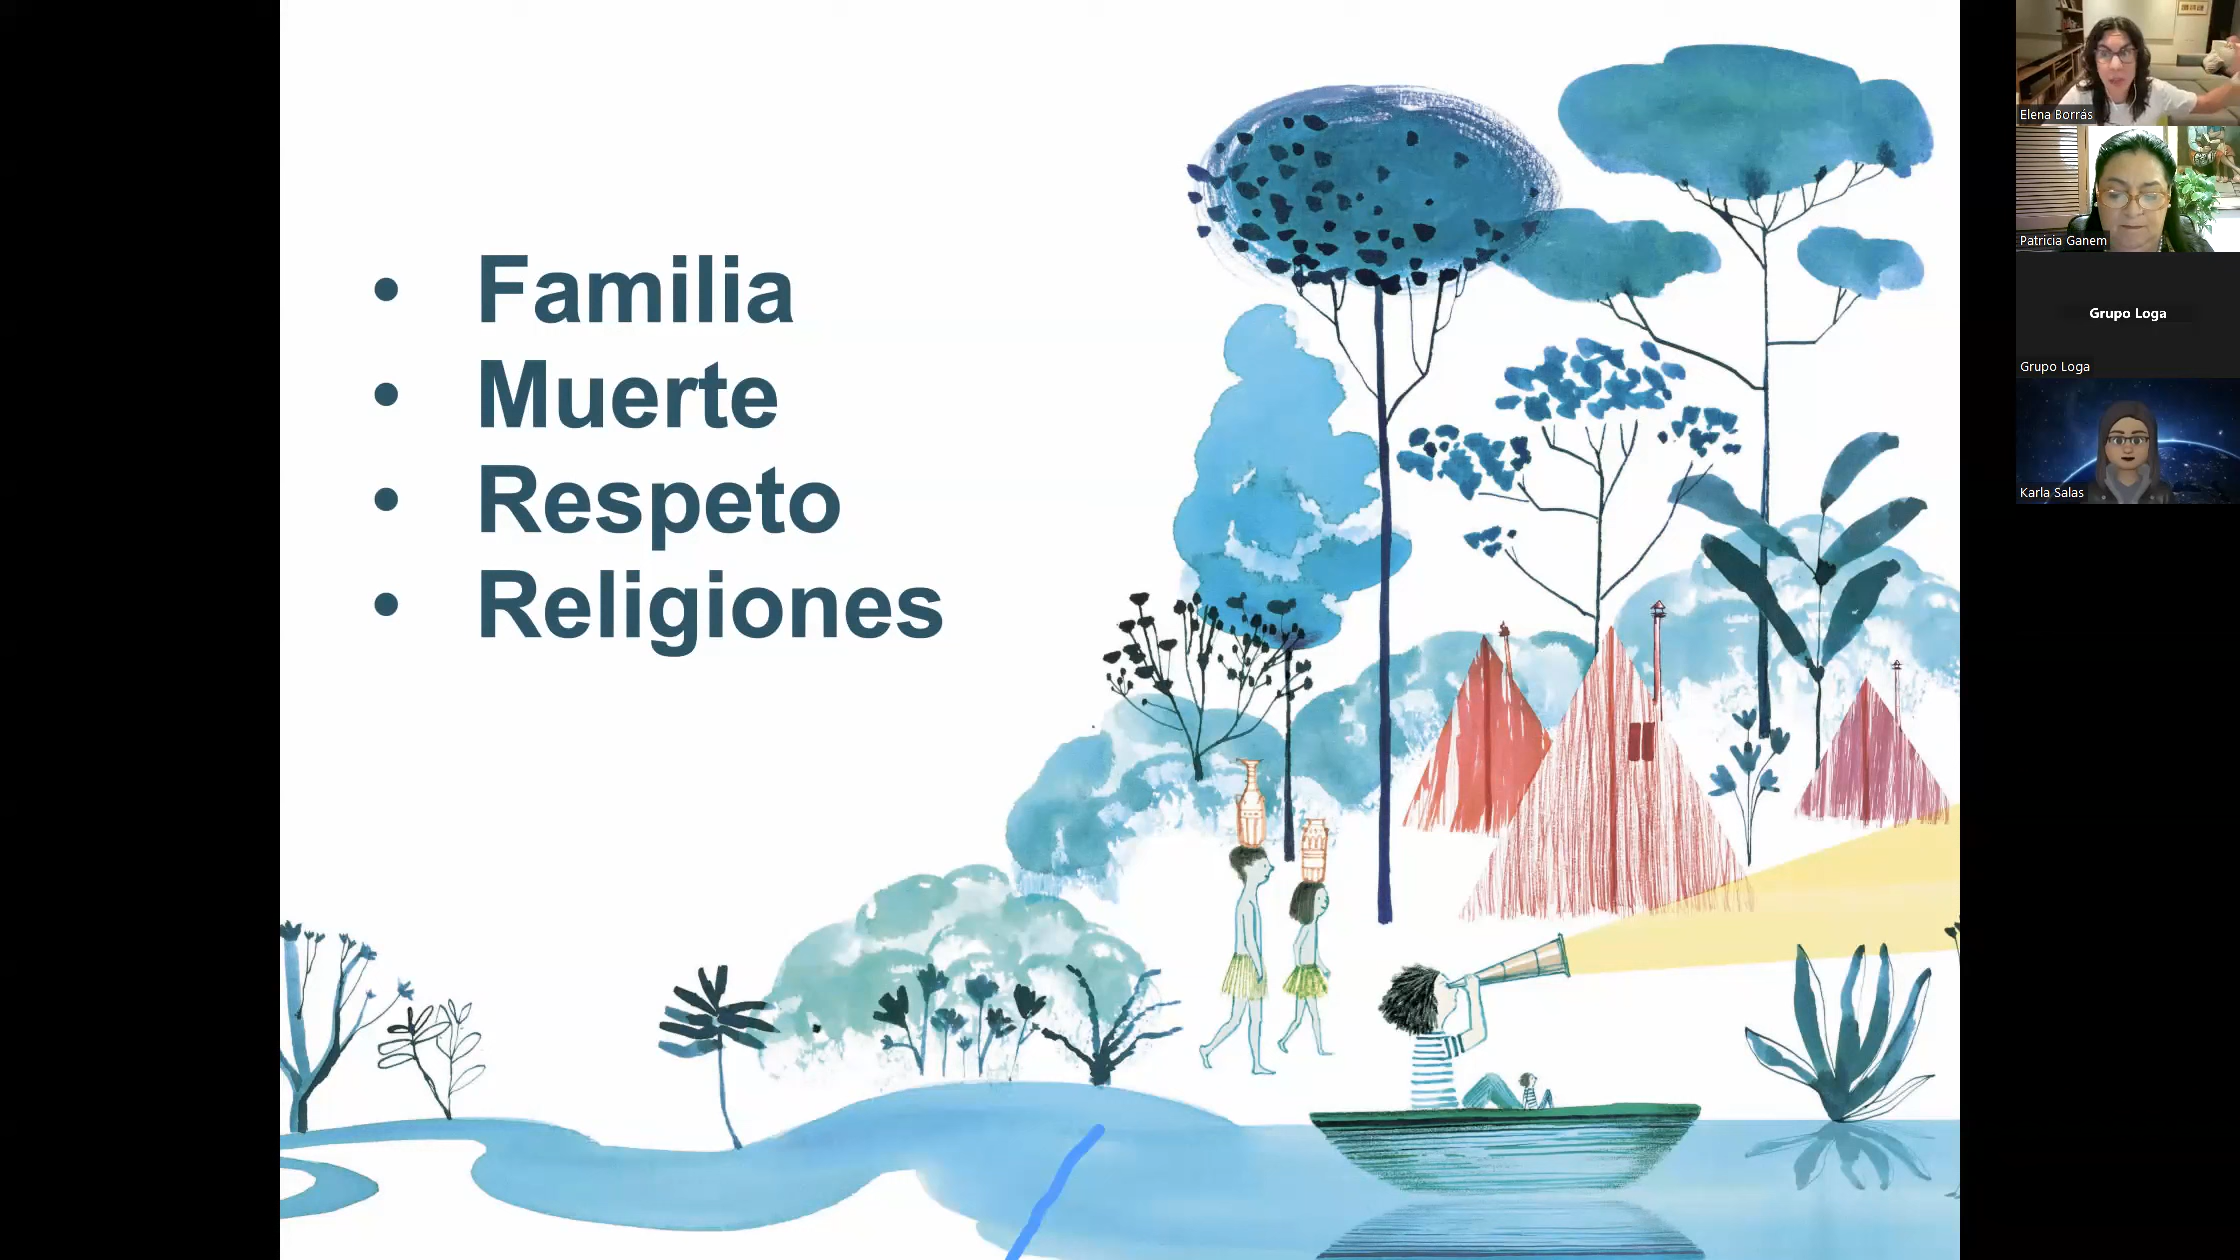 • Familia
• Muerte
• Respeto
• Religiones
Elena Borrás
Patricia Ganem
Grupo Loga
Grupo Loga
Karla Salas